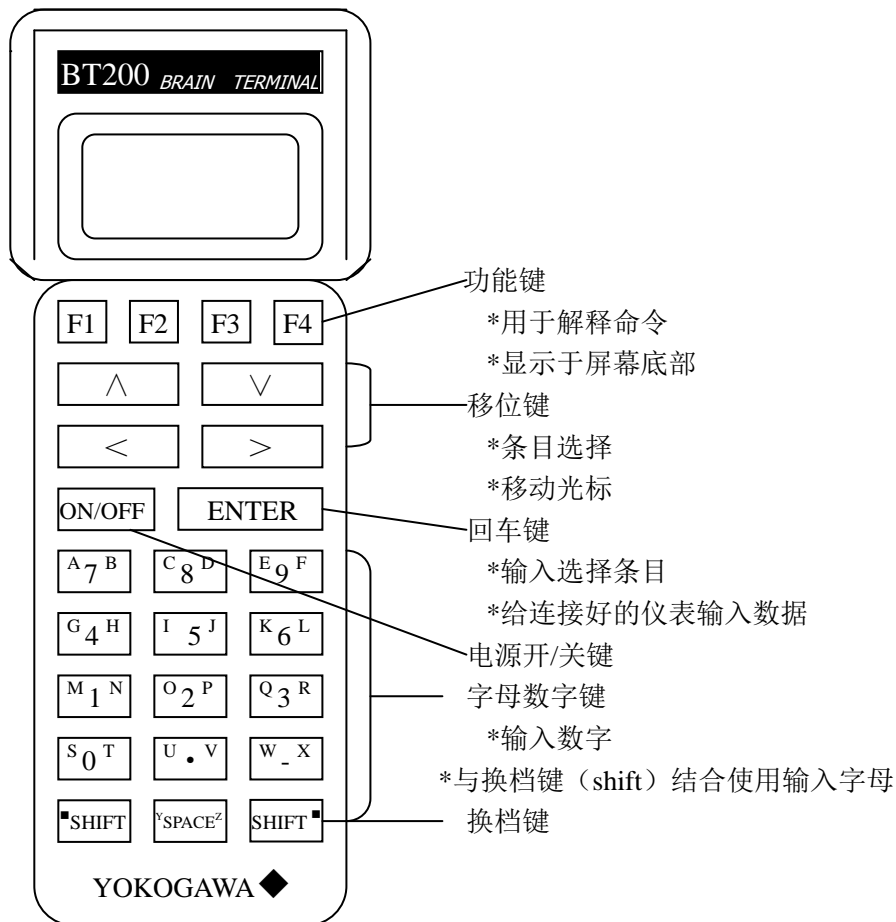 BT200 BRAIN TERMINAL
F1 F2 F3 F4
∧ ∨
< >
ON/OFF ENTER
A 7 B C 8 D E 9 F
G 4 H I 5 J K 6 L
M 1 N O 2 P Q 3 R
S 0 T U • V W - X
■SHIFT Y SPACE Z SHIFT■
YOKOGAWA◆
功能键
*用于解释命令
*显示于屏幕底部
移位键
*条目选择
*移动光标
回车键
*输入选择条目
*给连接好的仪表输入数据
电源开/关键
字母数字键
*输入数字
*与换档键（shift）结合使用输入字母
换档键